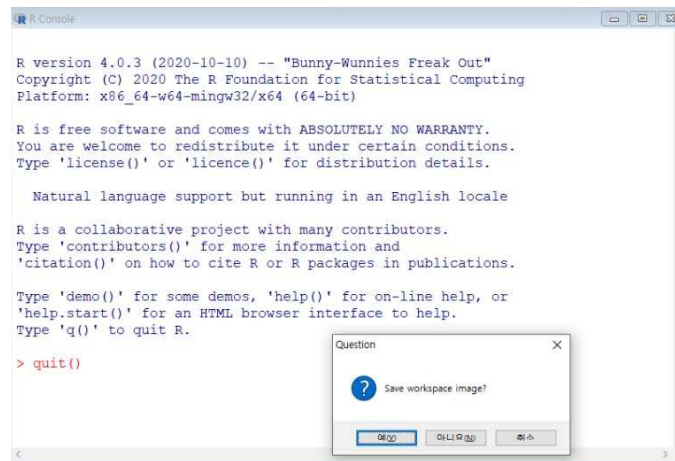 R Console
R version 4.0.3 (2020-10-10) -- "Bunny-Wunnies Freak Out"
Copyright (C) 2020 The R Foundation for Statistical Computing
Platform: x86_64-w64-mingw32/x64 (64-bit)
R is free software and comes with ABSOLUTELY NO WARRANTY.
You are welcome to redistribute it under certain conditions.
Type 'license()' or 'licence()' for distribution details.
Natural language support but running in an English locale
R is a collaborative project with many contributors.
Type 'contributors()' for more information and
'citation()' on how to cite R or R packages in publications.
Type 'demo()' for some demos, 'help()' for on-line help, or
'help.start()' for an HTML browser interface to help.
Type 'q()' to quit R.
> quit()
Question
Save workspace image?
예(Y) 아니요(N) 취소